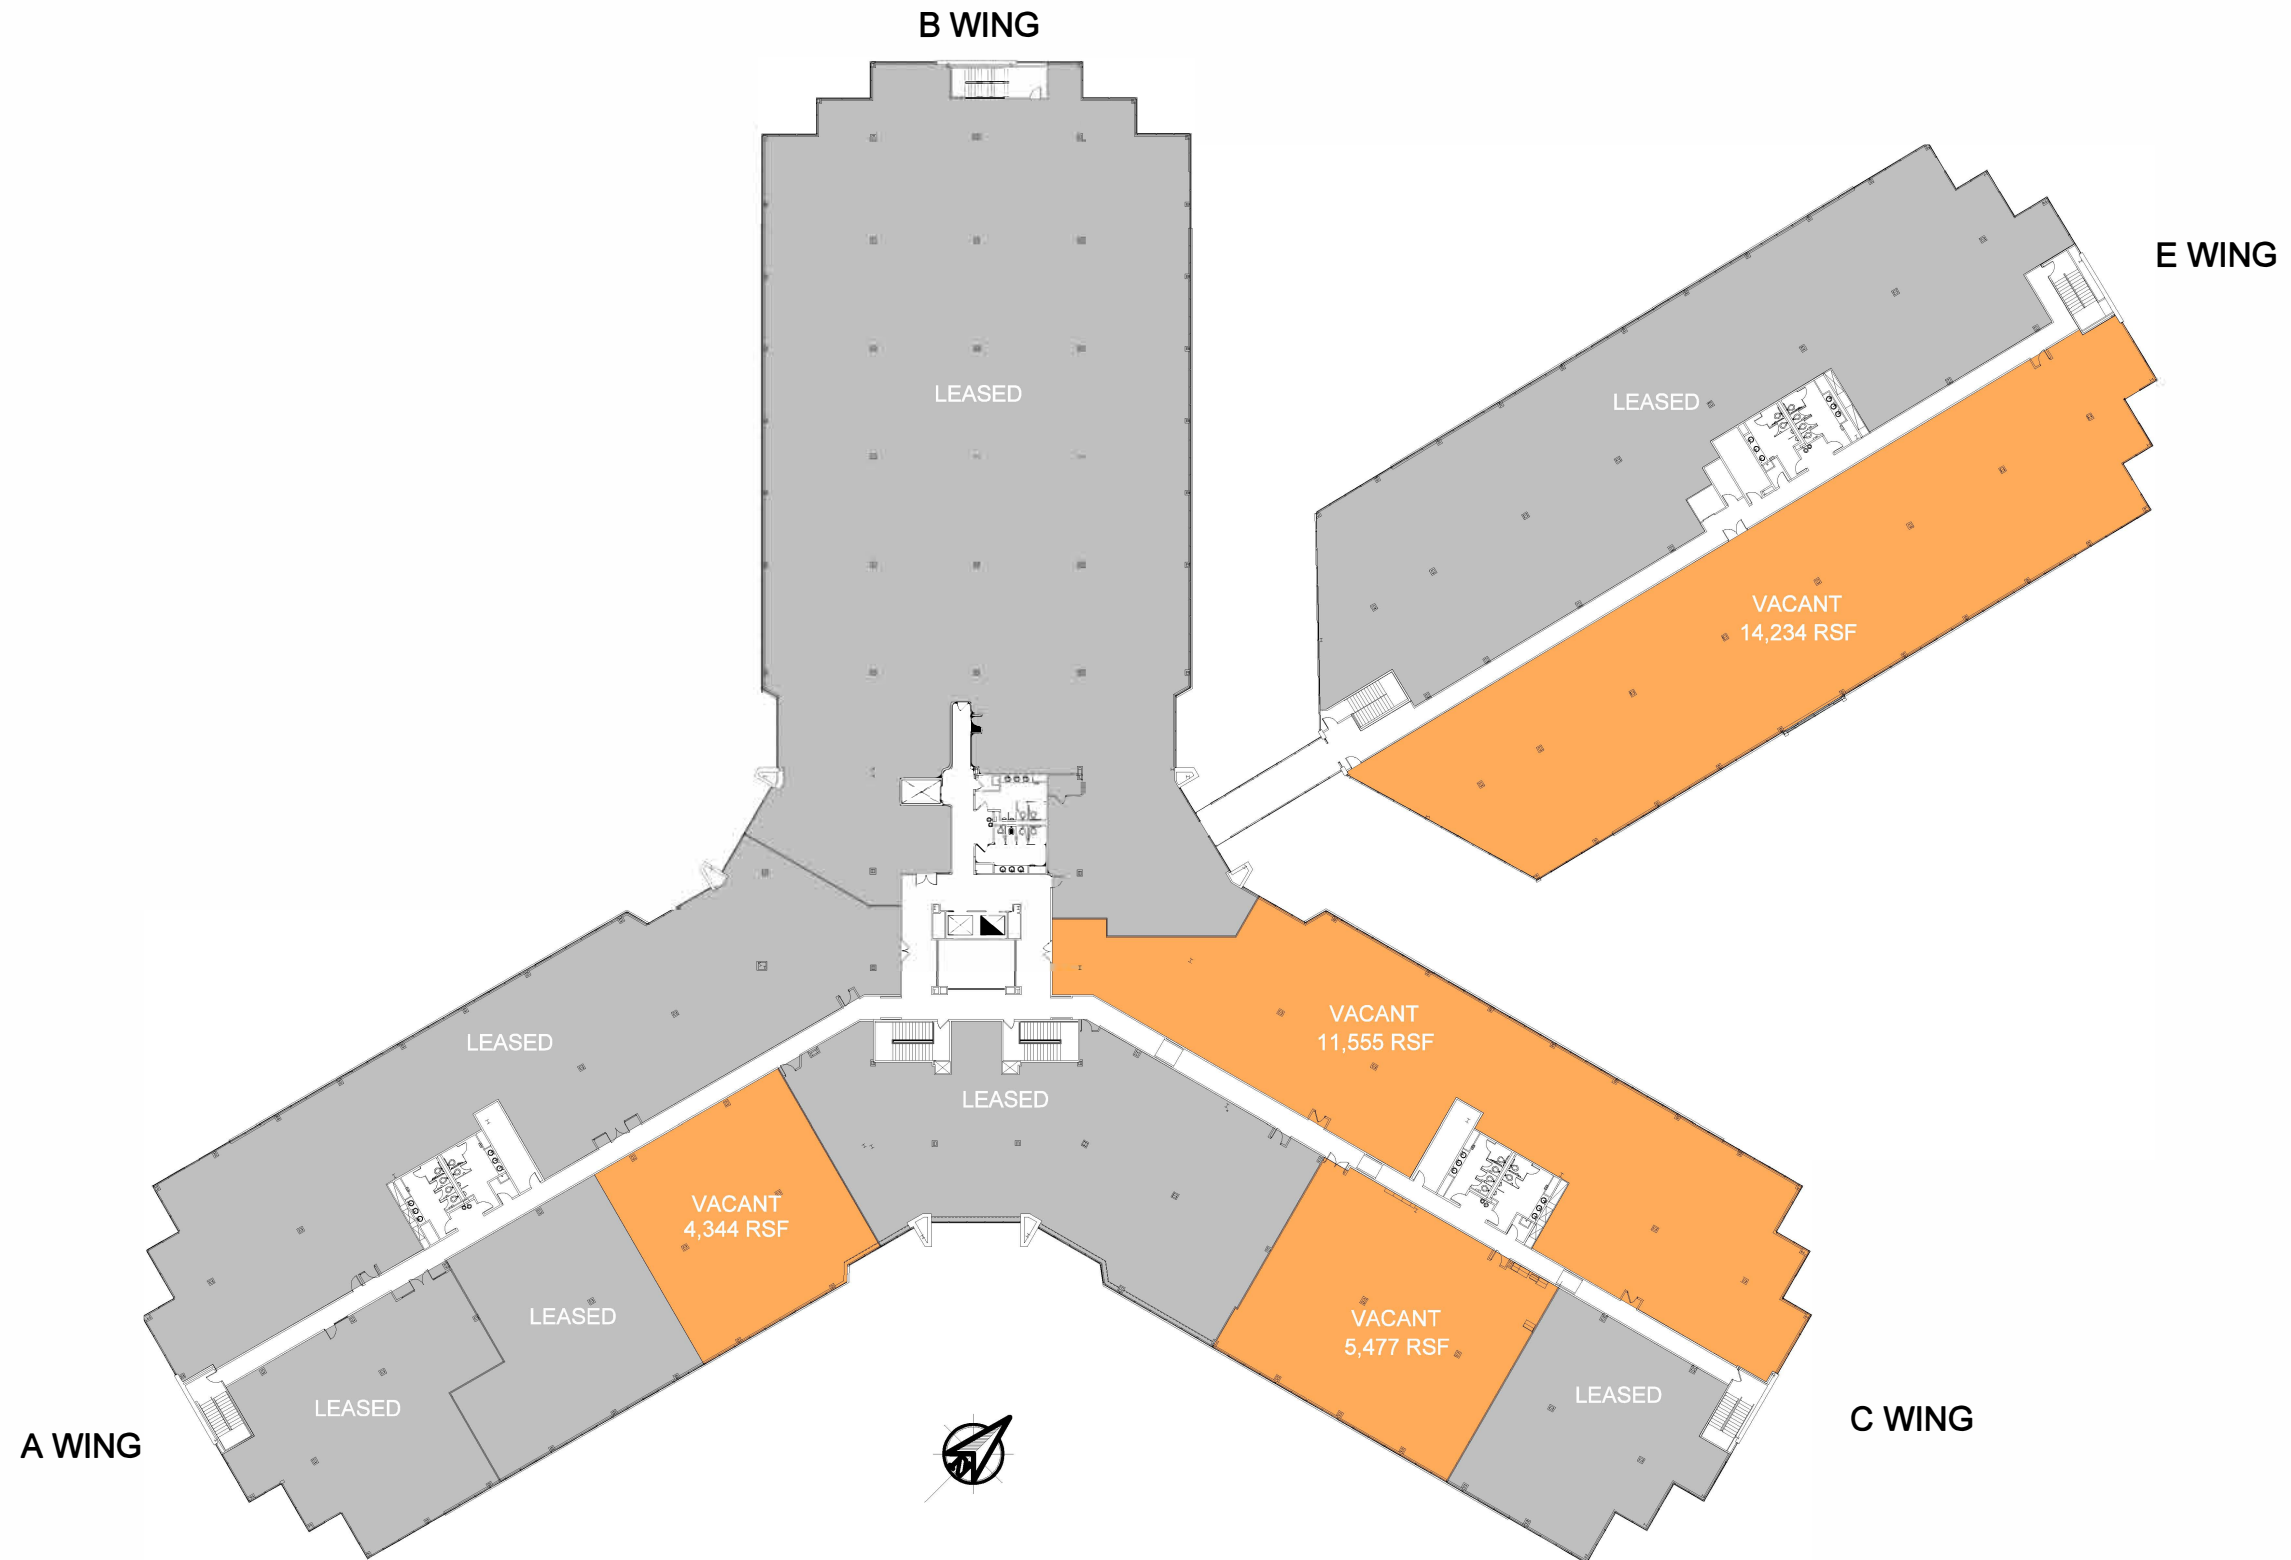 B WING
E WING
LEASED
LEASED
VACANT
14,234 RSF
VACANT
11,555 RSF
LEASED
LEASED
VACANT
4,344 RSF
LEASED
VACANT
5,477 RSF
LEASED
LEASED
A WING
C WING